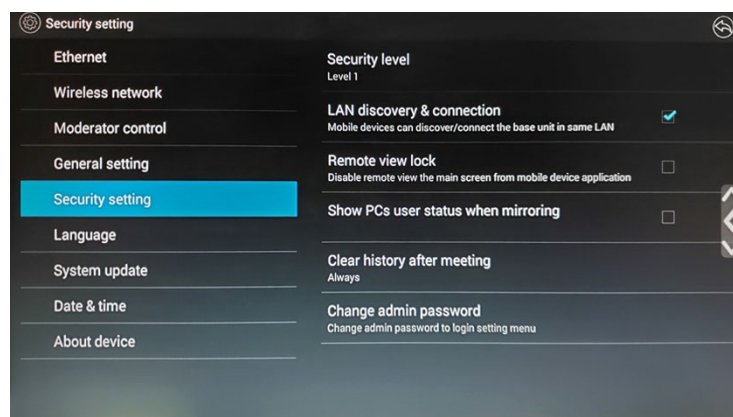 Security setting
Ethernet
Wireless network
Moderator control
General setting
Security setting
Language
System update
Date & time
About device
Security level
Level 1
LAN discovery & connection
Mobile devices can discover/connect the base unit in same LAN
Remote view lock
Disable remote view the main screen from mobile device application
Show PCs user status when mirroring
Clear history after meeting
Always
Change admin password
Change admin password to login setting menu